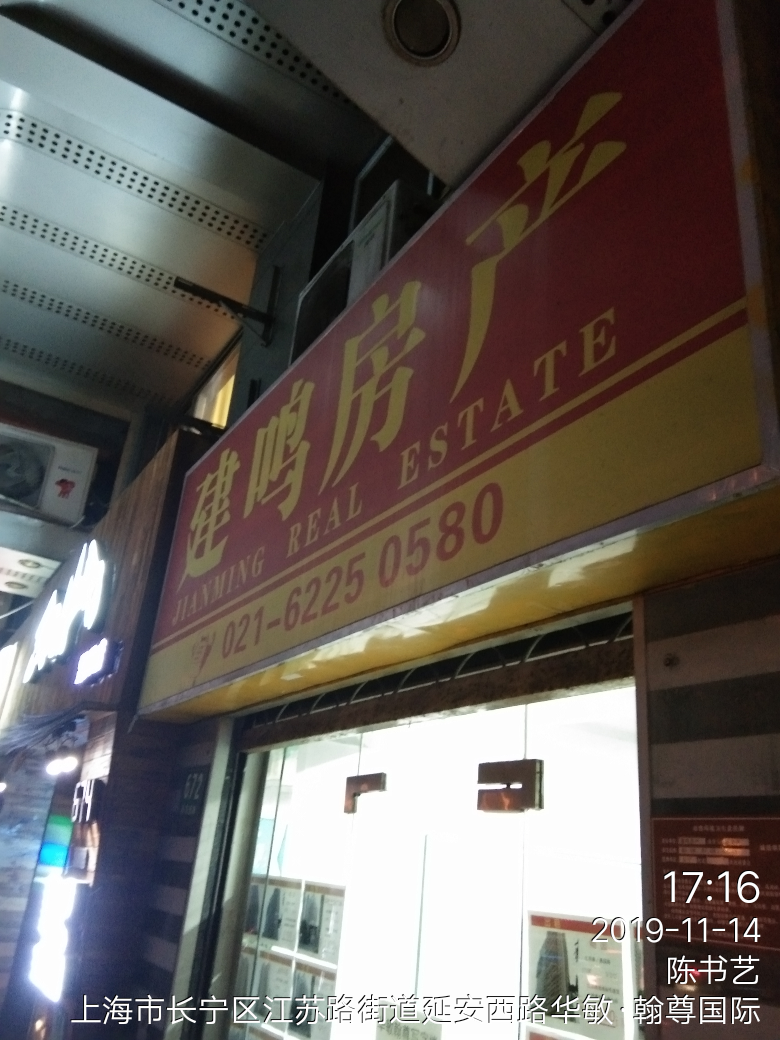 建鸣房产
JIANMING REAL ESTATE
021-6225 0580
672
674
17:16
2019-11-14
陈书艺
上海市长宁区江苏路街道延安西路华敏·翰尊国际